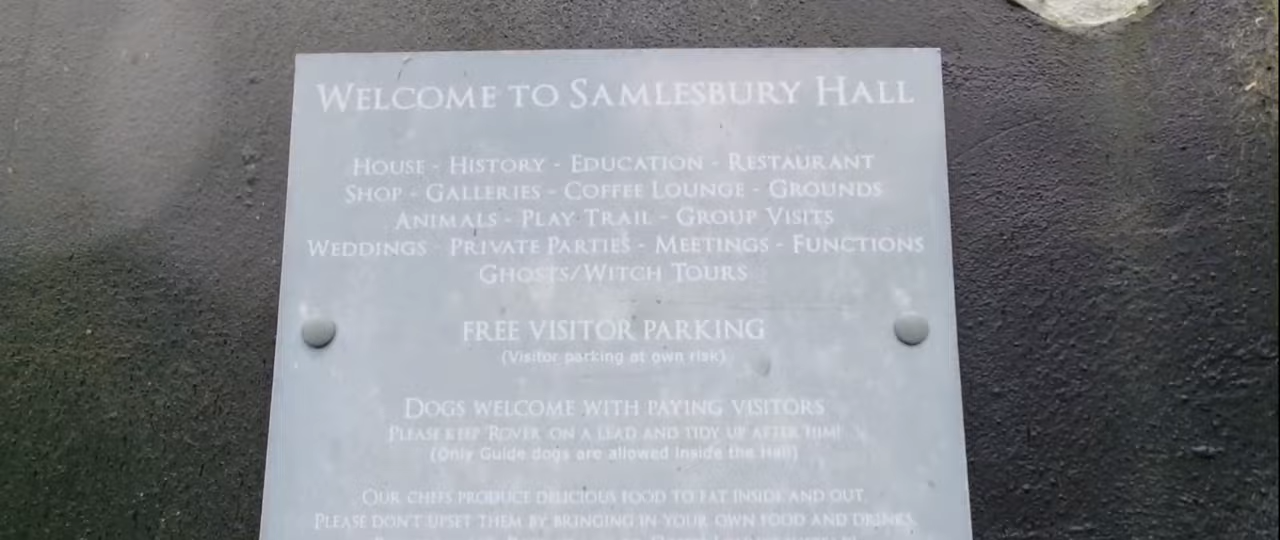 WELCOME TO SAMLESBURY HALL
HOUSE - HISTORY - EDUCATION - RESTAURANT
SHOP - GALLERIES - COFFEE LOUNGE - GROUNDS
ANIMALS - PLAY TRAIL - GROUP VISITS
WEDDINGS - PRIVATE PARTIES - MEETINGS - FUNCTIONS
GHOSTS/WITCH TOURS
FREE VISITOR PARKING
(Visitor parking at own risk)
DOGS WELCOME WITH PAYING VISITORS
PLEASE KEEP 'ROVER' ON A LEAD AND TIDY UP AFTER HIM!
(Only Guide dogs are allowed inside the Hall)
OUR CHEFS PRODUCE DELICIOUS FOOD TO EAT INSIDE AND OUT.
PLEASE DON'T UPSET THEM BY BRINGING IN YOUR OWN FOOD AND DRINKS.